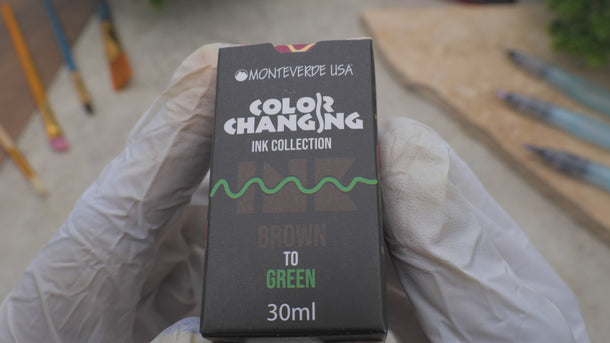 MONTEVERDE USA
COLOR
CHANGING
INK COLLECTION
INK
BROWN
TO
GREEN
30ml